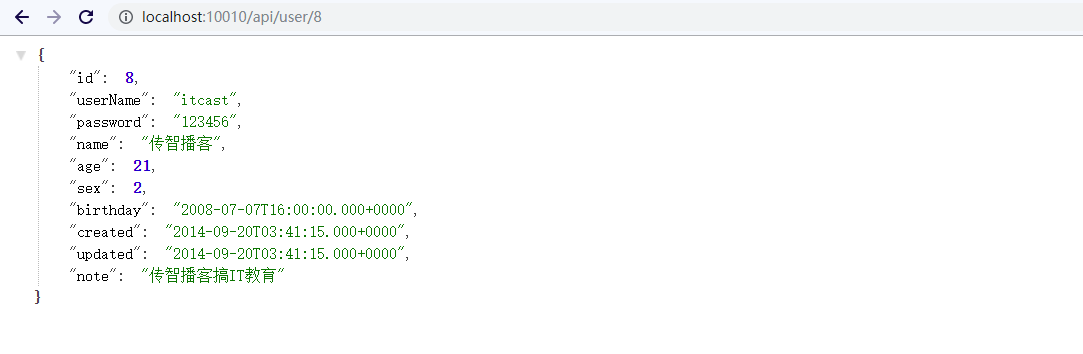 localhost:10010/api/user/8
{
"id": 8,
"userName": "itcast",
"password": "123456",
"name": "传智播客",
"age": 21,
"sex": 2,
"birthday": "2008-07-07T16:00:00.000+0000",
"created": "2014-09-20T03:41:15.000+0000",
"updated": "2014-09-20T03:41:15.000+0000",
"note": "传智播客搞IT教育"
}